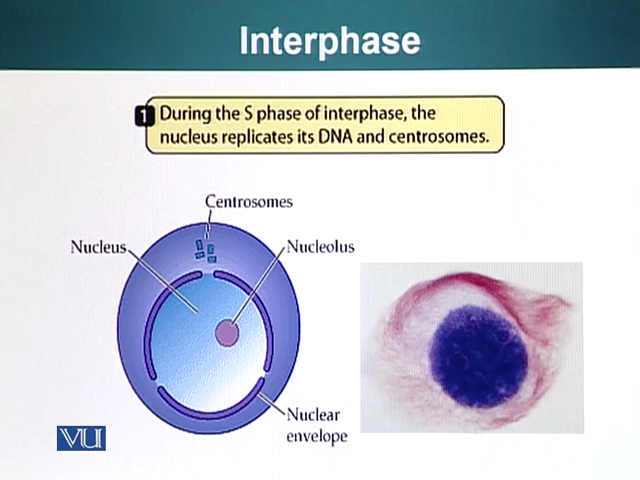 Interphase
1 During the S phase of interphase, the
nucleus replicates its DNA and centrosomes.
Centrosomes
Nucleus
Nucleolus
Nuclear
envelope
VU